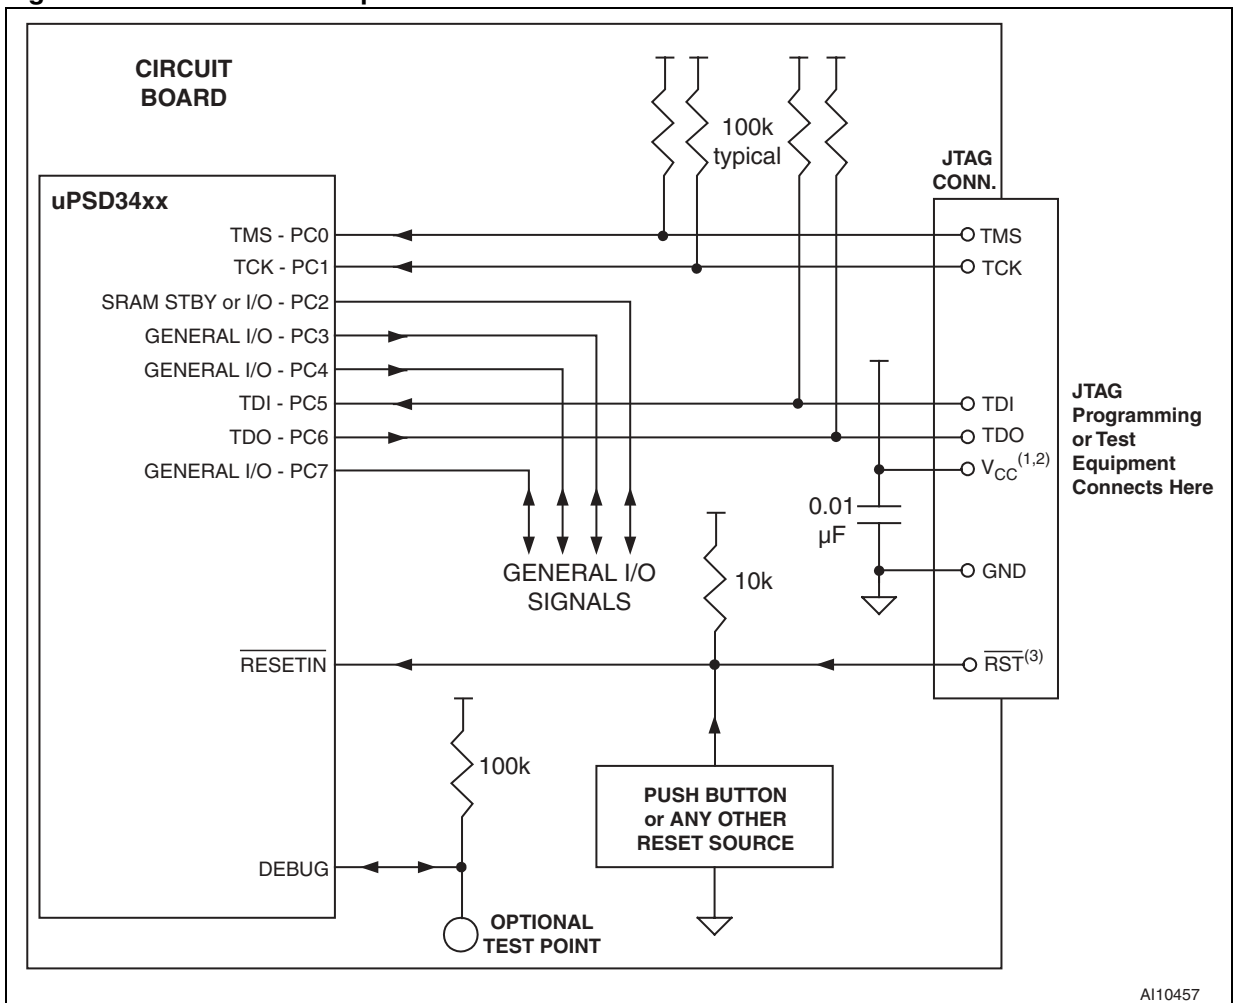 CIRCUIT
BOARD
100k
typical
JTAG
CONN.
uPSD34xx
TMS - PC0
TCK - PC1
SRAM STBY or I/O - PC2
GENERAL I/O - PC3
GENERAL I/O - PC4
TDI - PC5
TDO - PC6
GENERAL I/O - PC7
TMS
TCK
TDI
TDO
VCC(1,2)
GND
RST(3)
JTAG
Programming
or Test
Equipment
Connects Here
0.01
µF
GENERAL I/O
SIGNALS
10k
RESETIN
100k
PUSH BUTTON
or ANY OTHER
RESET SOURCE
DEBUG
OPTIONAL
TEST POINT
AI10457